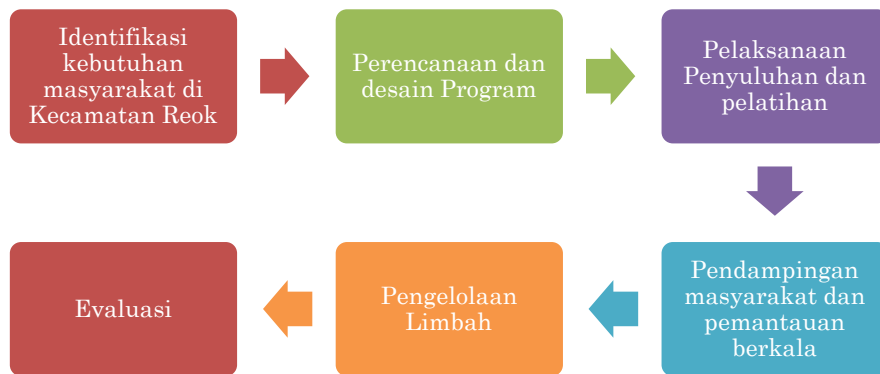 Identifikasi
kebutuhan
masyarakat di
Kecamatan Reok
Perencanaan dan
desain Program
Pelaksanaan
Penyuluhan dan
pelatihan
Pendampingan
masyarakat dan
pemantauan
berkala
Pengelolaan
Limbah
Evaluasi